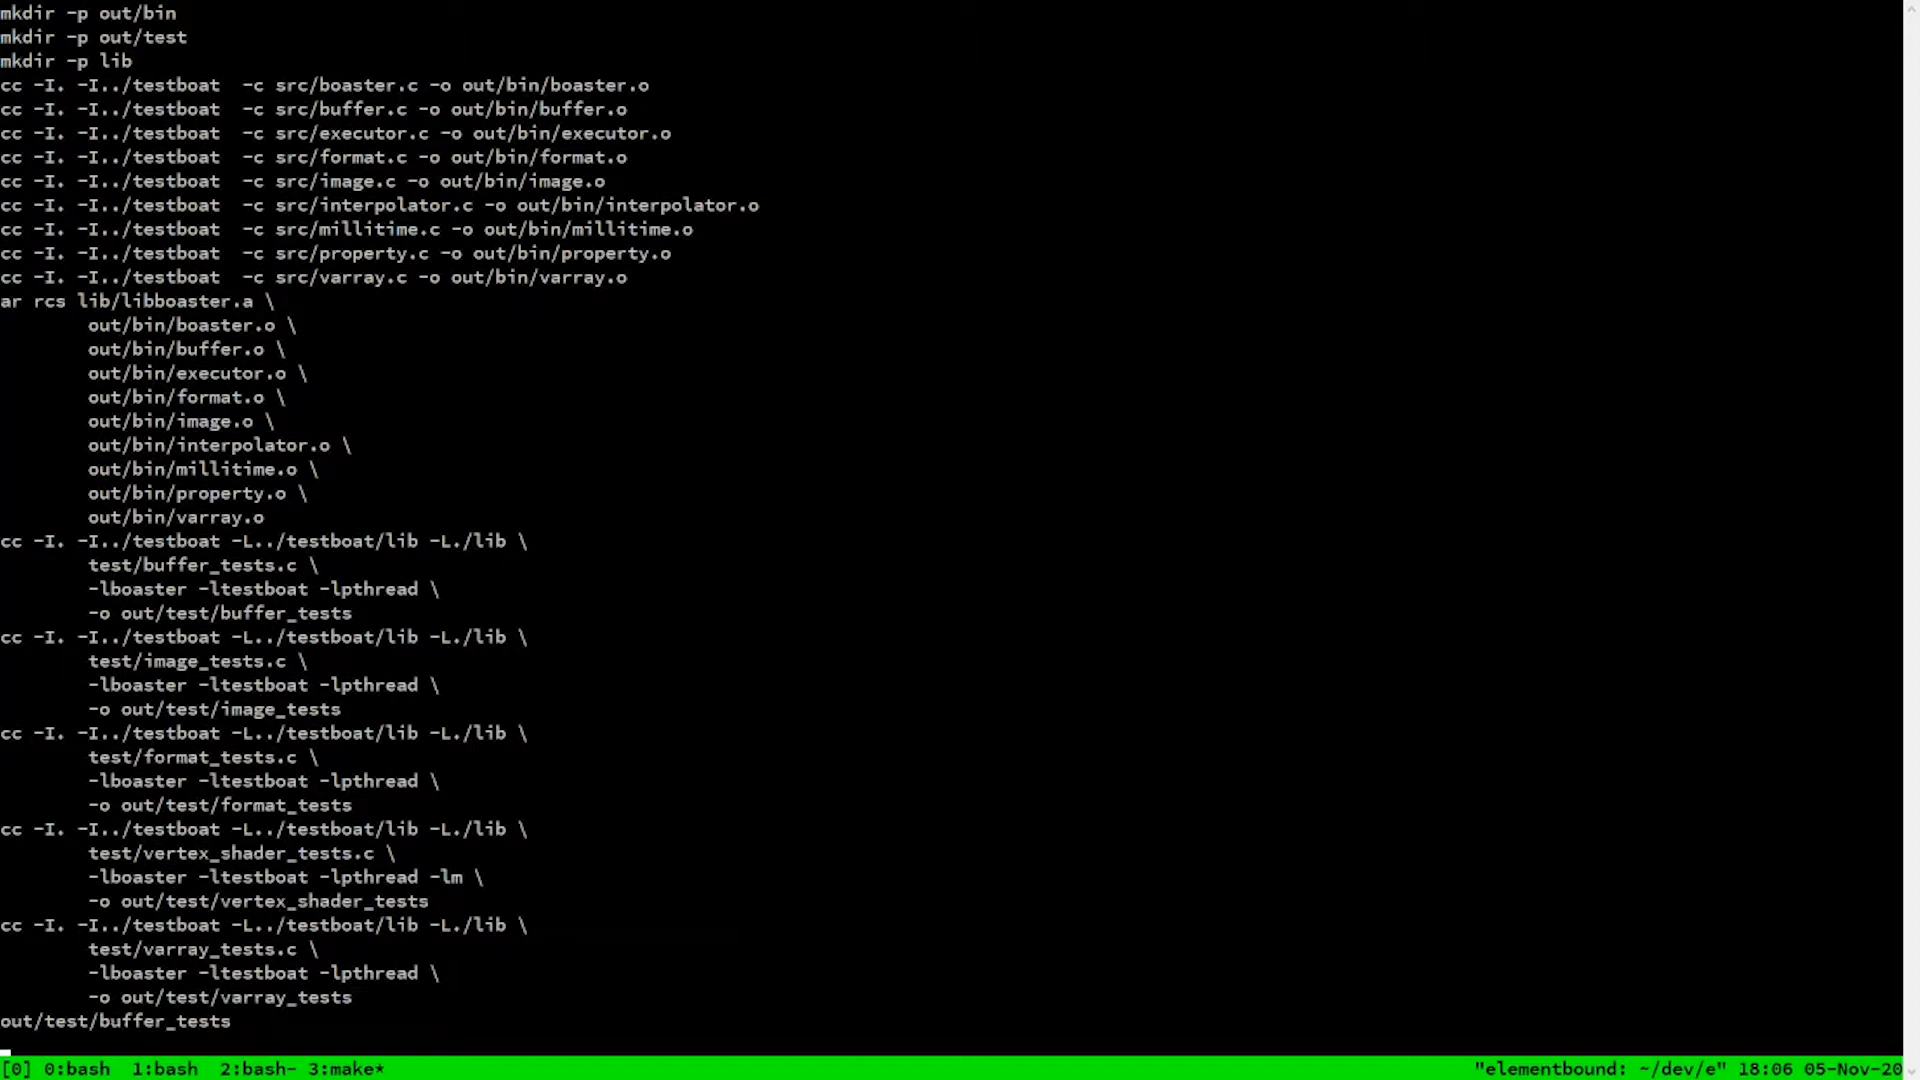 mkdir -p out/bin
mkdir -p out/test
mkdir -p lib
cc -I. -I../testboat  -c src/boaster.c -o out/bin/boaster.o
cc -I. -I../testboat  -c src/buffer.c -o out/bin/buffer.o
cc -I. -I../testboat  -c src/executor.c -o out/bin/executor.o
cc -I. -I../testboat  -c src/format.c -o out/bin/format.o
cc -I. -I../testboat  -c src/image.c -o out/bin/image.o
cc -I. -I../testboat  -c src/interpolator.c -o out/bin/interpolator.o
cc -I. -I../testboat  -c src/millitime.c -o out/bin/millitime.o
cc -I. -I../testboat  -c src/property.c -o out/bin/property.o
cc -I. -I../testboat  -c src/varray.c -o out/bin/varray.o
ar rcs lib/libboaster.a \
        out/bin/boaster.o \
        out/bin/buffer.o \
        out/bin/executor.o \
        out/bin/format.o \
        out/bin/image.o \
        out/bin/interpolator.o \
        out/bin/millitime.o \
        out/bin/property.o \
        out/bin/varray.o
cc -I. -I../testboat -L../testboat/lib -L./lib \
        test/buffer_tests.c \
        -lboaster -ltestboat -lpthread \
        -o out/test/buffer_tests
cc -I. -I../testboat -L../testboat/lib -L./lib \
        test/image_tests.c \
        -lboaster -ltestboat -lpthread \
        -o out/test/image_tests
cc -I. -I../testboat -L../testboat/lib -L./lib \
        test/format_tests.c \
        -lboaster -ltestboat -lpthread \
        -o out/test/format_tests
cc -I. -I../testboat -L../testboat/lib -L./lib \
        test/vertex_shader_tests.c \
        -lboaster -ltestboat -lpthread -lm \
        -o out/test/vertex_shader_tests
cc -I. -I../testboat -L../testboat/lib -L./lib \
        test/varray_tests.c \
        -lboaster -ltestboat -lpthread \
        -o out/test/varray_tests
out/test/buffer_tests
[0] 0:bash  1:bash  2:bash- 3:make* "elementbound: ~/dev/e" 18:06 05-Nov-20